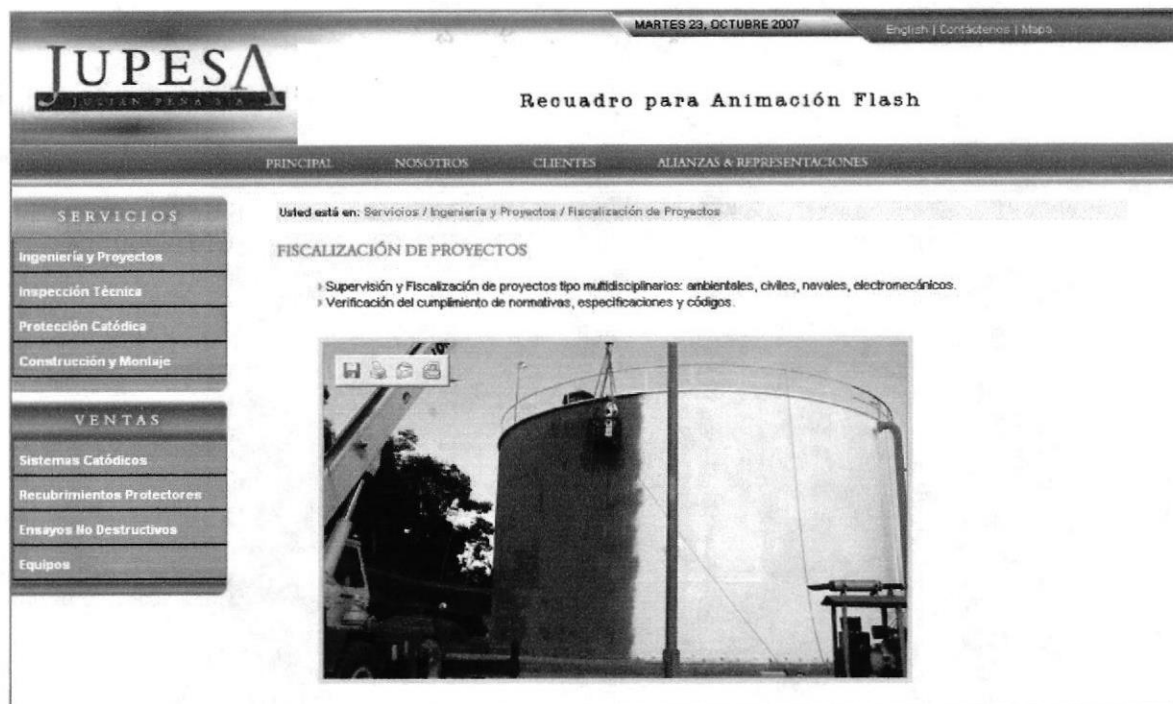 MARTES 23, OCTUBRE 2007
English | Contáctenos | Mapa
JUPESA
JULIAN PEÑA S.A.
Recuadro para Animación Flash
PRINCIPAL NOSOTROS CLIENTES ALIANZAS & REPRESENTACIONES
SERVICIOS
Ingeniería y Proyectos
Inspección Técnica
Protección Catódica
Construcción y Montaje
VENTAS
Sistemas Catódicos
Recubrimientos Protectores
Ensayos No Destructivos
Equipos
Usted está en: Servicios / Ingeniería y Proyectos / Fiscalización de Proyectos
FISCALIZACIÓN DE PROYECTOS
Supervisión y Fiscalización de proyectos tipo multidisciplinarios: ambientales, civiles, navales, electromecánicos.
Verificación del cumplimiento de normativas, especificaciones y códigos.